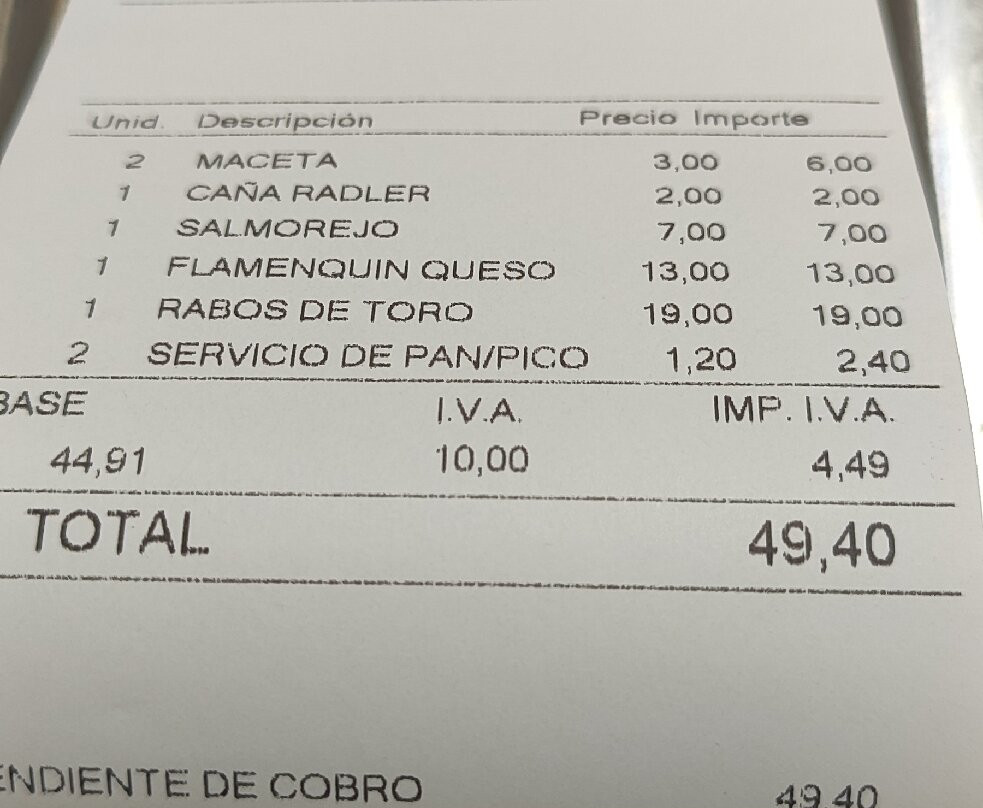 Unid. Descripción Precio Importe
2 MACETA 3,00 6,00
1 CAÑA RADLER 2,00 2,00
1 SALMOREJO 7,00 7,00
1 FLAMENQUIN QUESO 13,00 13,00
1 RABOS DE TORO 19,00 19,00
2 SERVICIO DE PAN/PICO 1,20 2,40
BASE I.V.A. IMP. I.V.A.
44,91 10,00 4,49
TOTAL 49,40
ENDIENTE DE COBRO 49,40